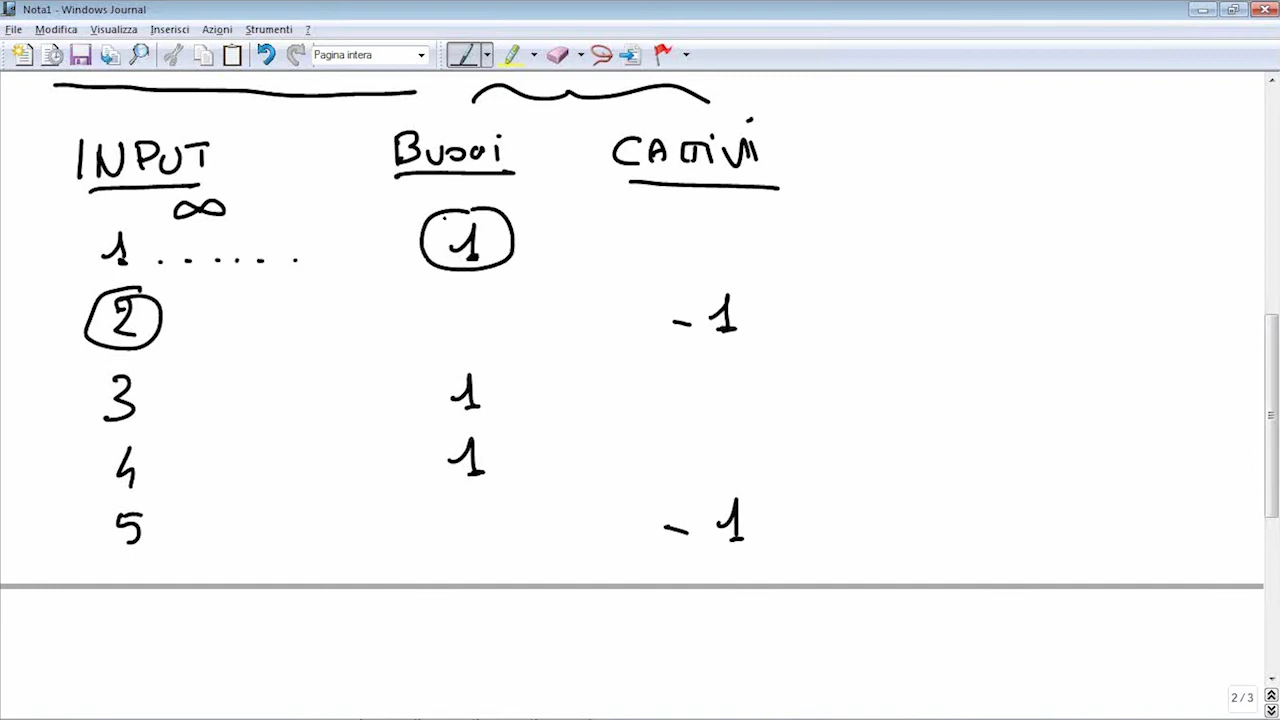 Nota1 - Windows Journal
File Modifica Visualizza Inserisci Azioni Strumenti ?
Pagina intera
INPUT Buoni CATTIVI
∞
1 ...... 1
2 - 1
3 1
4 1
5 - 1
2 / 3